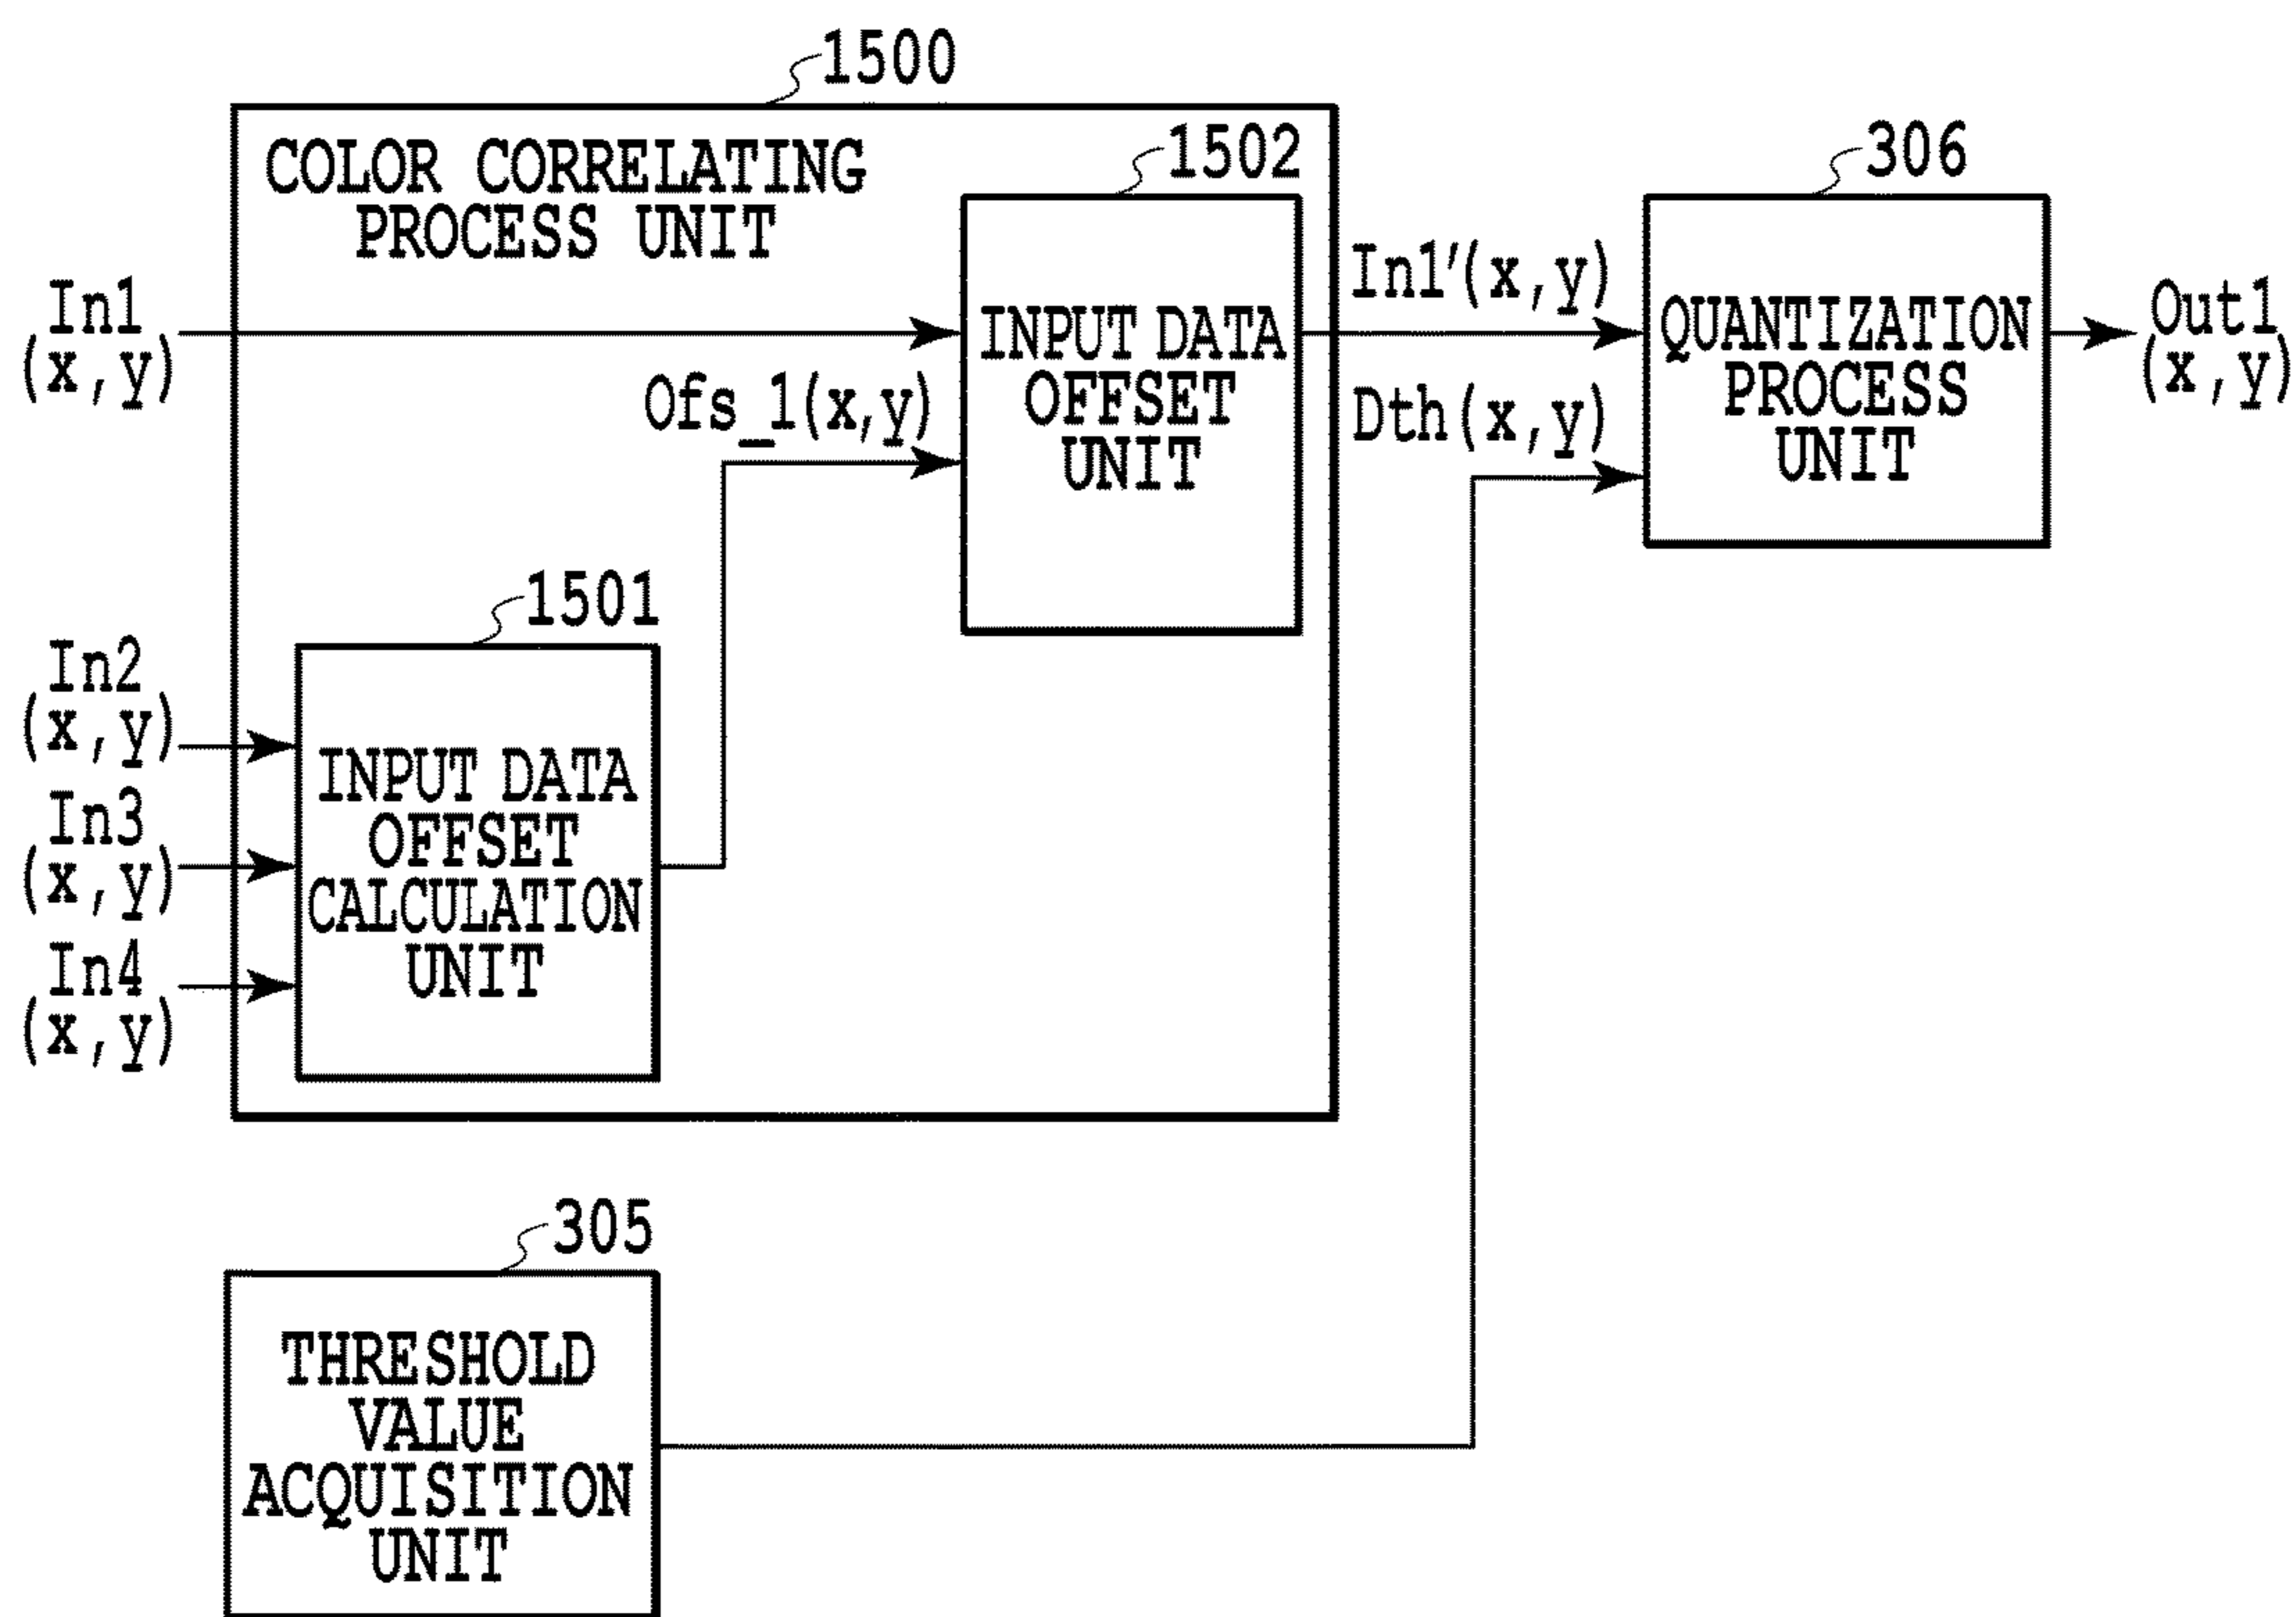 1500
COLOR CORRELATING
PROCESS UNIT
1502
306
In1
(x,y)
Ofs_1(x,y)
INPUT DATA
OFFSET
UNIT
In1'(x,y)
Dth(x,y)
QUANTIZATION
PROCESS
UNIT
Out1
(x,y)
1501
In2
(x,y)
In3
(x,y)
In4
(x,y)
INPUT DATA
OFFSET
CALCULATION
UNIT
305
THRESHOLD
VALUE
ACQUISITION
UNIT